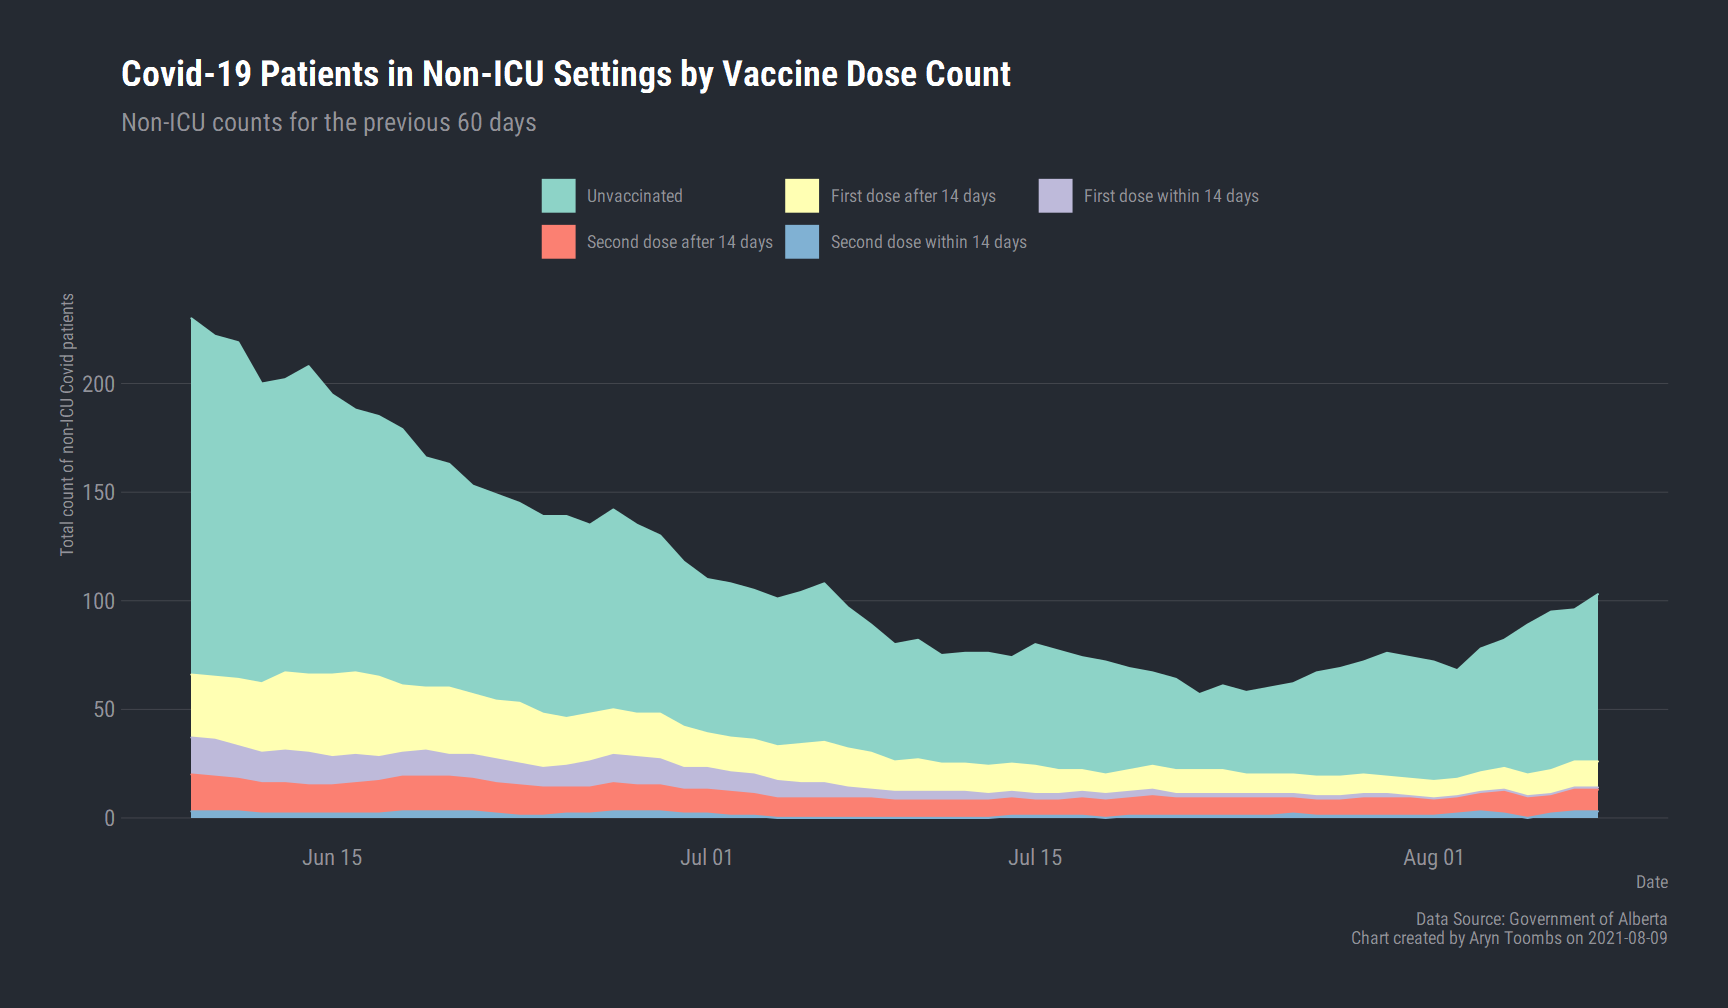 Covid-19 Patients in Non-ICU Settings by Vaccine Dose Count
Non-ICU counts for the previous 60 days
Unvaccinated
First dose after 14 days
First dose within 14 days
Second dose after 14 days
Second dose within 14 days
Total count of non-ICU Covid patients
200
150
100
50
0
Jun 15
Jul 01
Jul 15
Aug 01
Date
Data Source: Government of Alberta
Chart created by Aryn Toombs on 2021-08-09